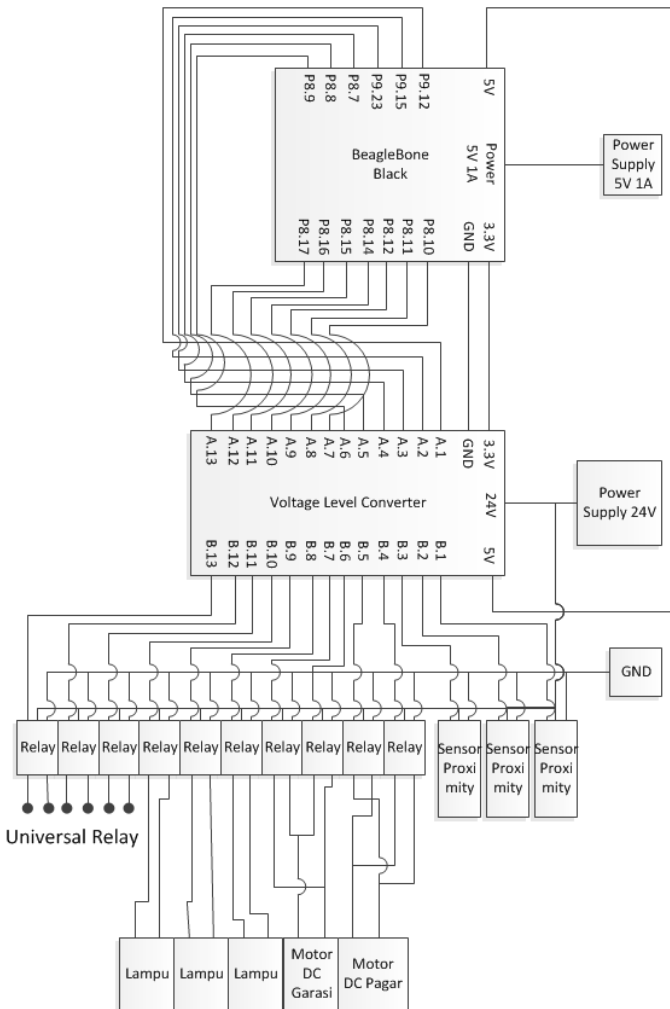 P8.9
P8.8
P8.7
P9.23
P9.15
P9.12
5V
BeagleBone
Black
Power
5V 1A
Power
Supply
5V 1A
P8.17
P8.16
P8.15
P8.14
P8.12
P8.11
P8.10
GND
3.3V
A.13
A.12
A.11
A.10
A.9
A.8
A.7
A.6
A.5
A.4
A.3
A.2
A.1
GND
3.3V
Voltage Level Converter
24V
Power
Supply 24V
B.13
B.12
B.11
B.10
B.9
B.8
B.7
B.6
B.5
B.4
B.3
B.2
B.1
5V
GND
Relay
Relay
Relay
Relay
Relay
Relay
Relay
Relay
Relay
Relay
Sensor
Proxi
mity
Sensor
Proxi
mity
Sensor
Proxi
mity
Universal Relay
Lampu
Lampu
Lampu
Motor
DC
Garasi
Motor
DC Pagar